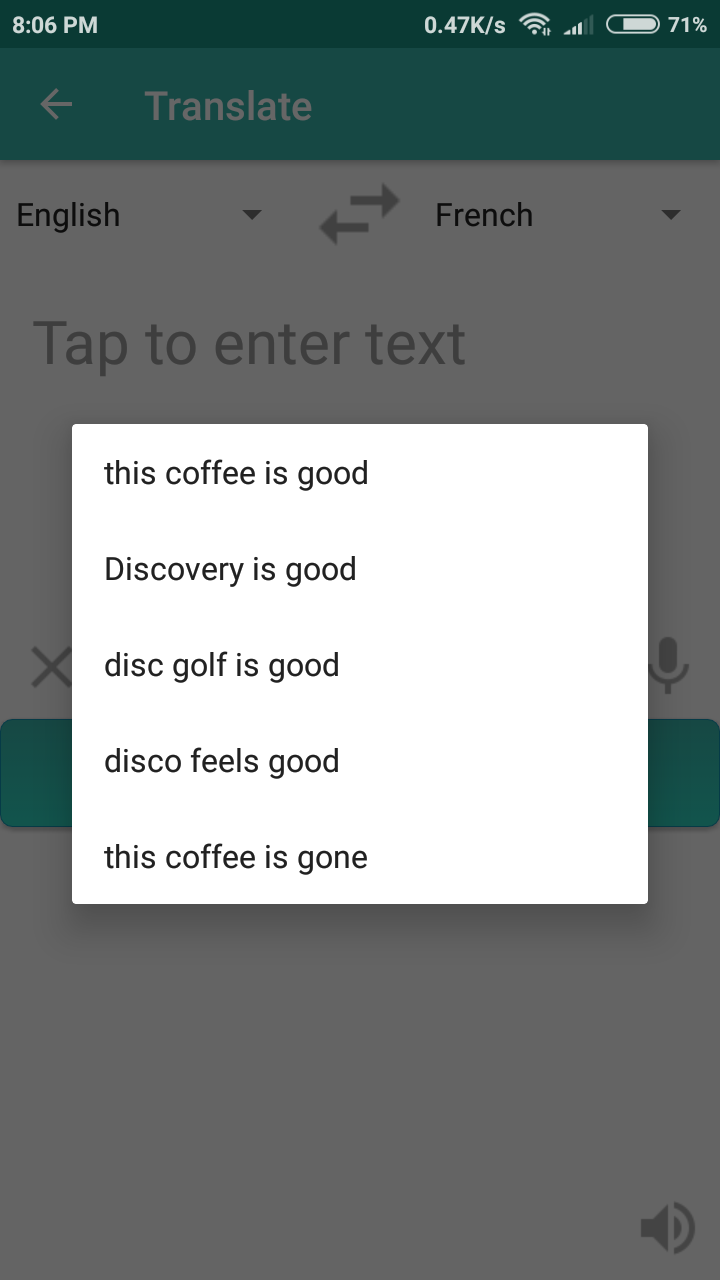 8:06 PM 0.47K/s 71%
Translate
English French
Tap to enter text
this coffee is good
Discovery is good
disc golf is good
disco feels good
this coffee is gone